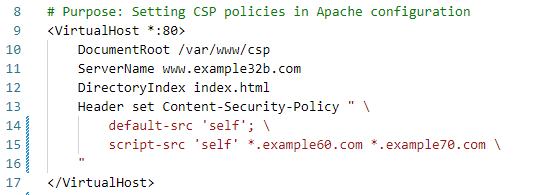 8 # Purpose: Setting CSP policies in Apache configuration
9 <VirtualHost *:80>
10 DocumentRoot /var/www/csp
11 ServerName www.example32b.com
12 DirectoryIndex index.html
13 Header set Content-Security-Policy " \
14 default-src 'self'; \
15 script-src 'self' *.example60.com *.example70.com \
16 "
17 </VirtualHost>